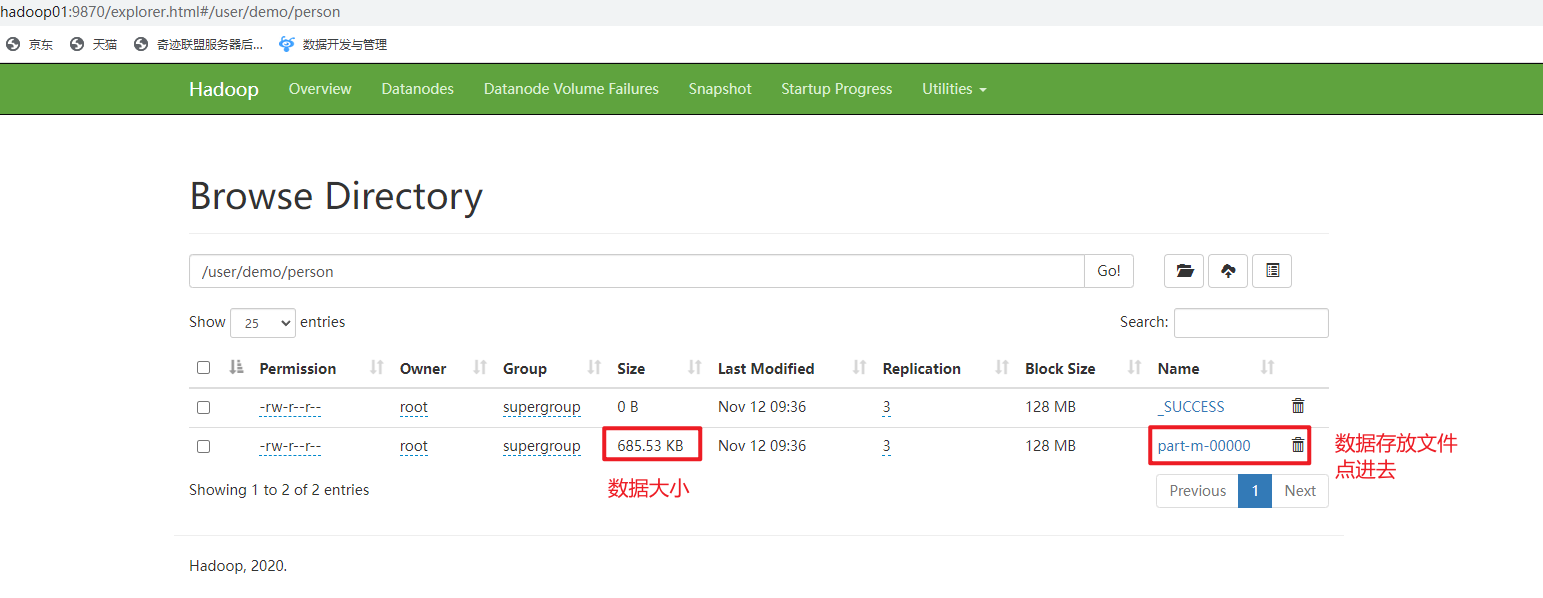 hadoop01:9870/explorer.html#/user/demo/person
京东 天猫 奇迹联盟服务器后... 数据开发与管理
Hadoop Overview Datanodes Datanode Volume Failures Snapshot Startup Progress Utilities
Browse Directory
/user/demo/person Go!
Show 25 entries Search:
Permission Owner Group Size Last Modified Replication Block Size Name
-rw-r--r-- root supergroup 0 B Nov 12 09:36 3 128 MB _SUCCESS
-rw-r--r-- root supergroup 685.53 KB Nov 12 09:36 3 128 MB part-m-00000
数据存放文件
点进去
数据大小
Showing 1 to 2 of 2 entries Previous 1 Next
Hadoop, 2020.